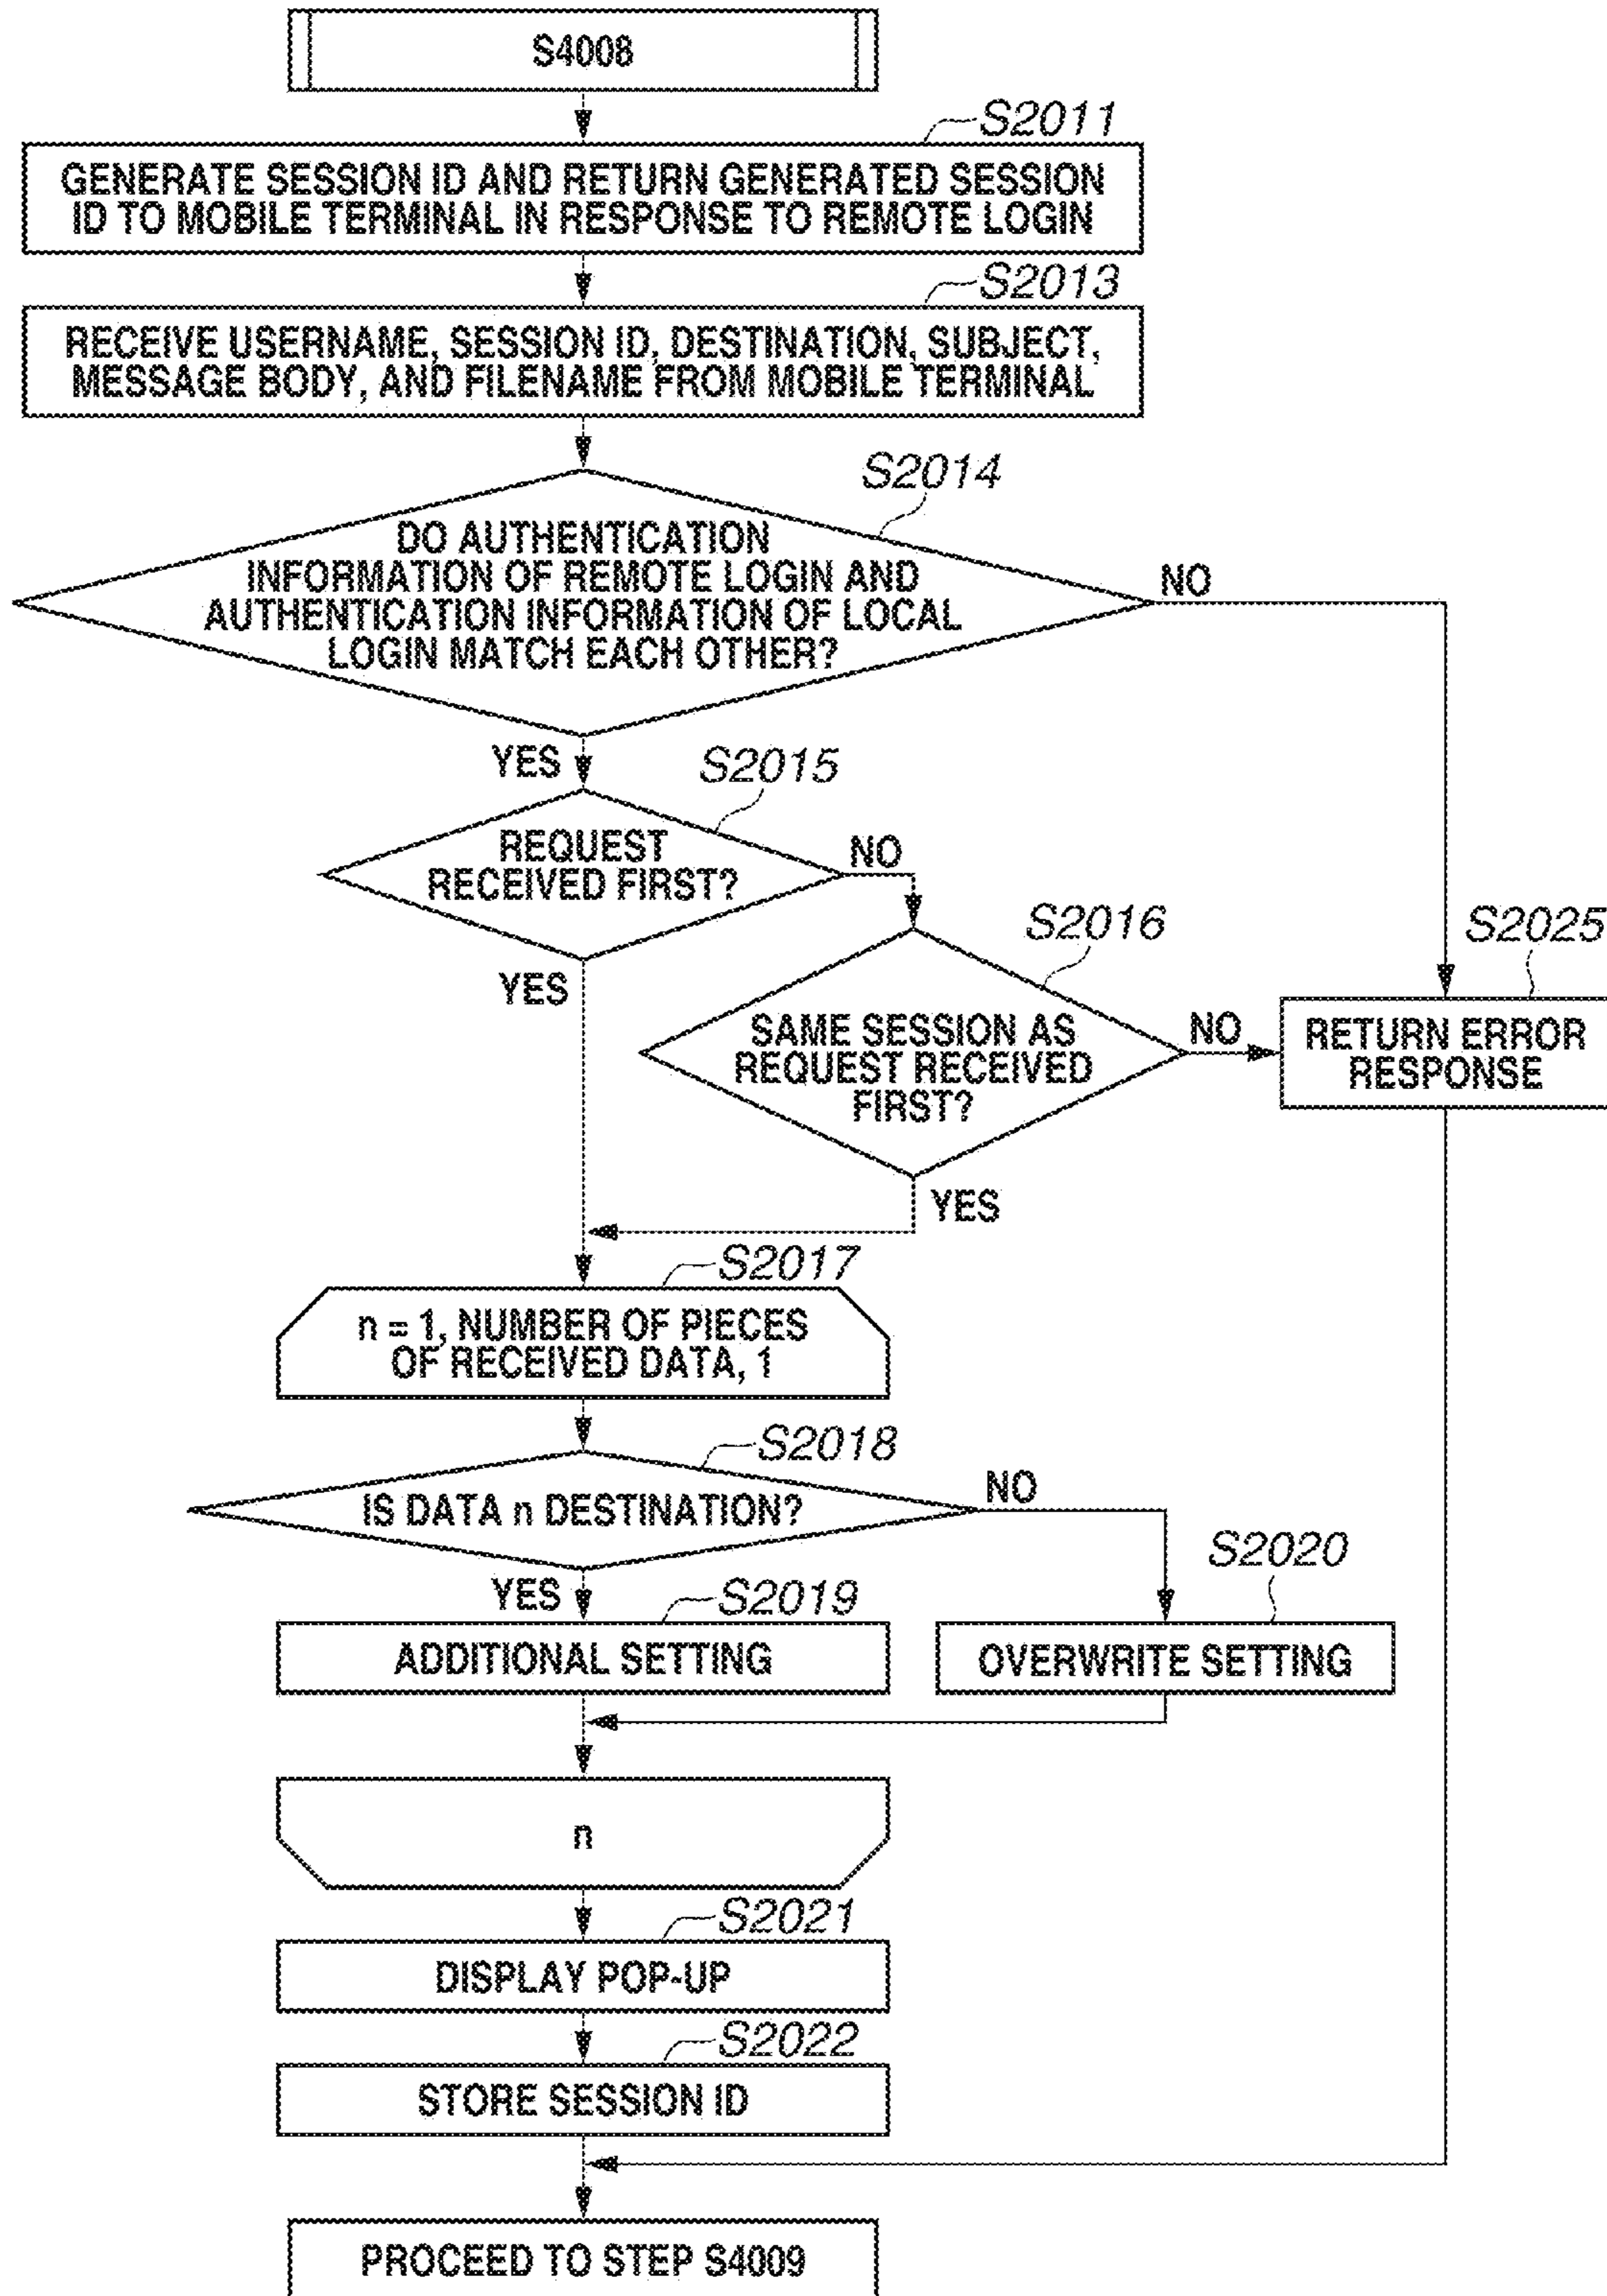 S4008
S2011
GENERATE SESSION ID AND RETURN GENERATED SESSION
ID TO MOBILE TERMINAL IN RESPONSE TO REMOTE LOGIN
S2013
RECEIVE USERNAME, SESSION ID, DESTINATION, SUBJECT,
MESSAGE BODY, AND FILENAME FROM MOBILE TERMINAL
S2014
DO AUTHENTICATION
INFORMATION OF REMOTE LOGIN AND
AUTHENTICATION INFORMATION OF LOCAL
LOGIN MATCH EACH OTHER?
NO
YES
S2015
REQUEST
RECEIVED FIRST?
NO
YES
S2016
SAME SESSION AS
REQUEST RECEIVED
FIRST?
NO
YES
S2025
RETURN ERROR
RESPONSE
S2017
n = 1, NUMBER OF PIECES
OF RECEIVED DATA, 1
S2018
IS DATA n DESTINATION?
NO
YES
S2019
ADDITIONAL SETTING
S2020
OVERWRITE SETTING
n
S2021
DISPLAY POP-UP
S2022
STORE SESSION ID
PROCEED TO STEP S4009